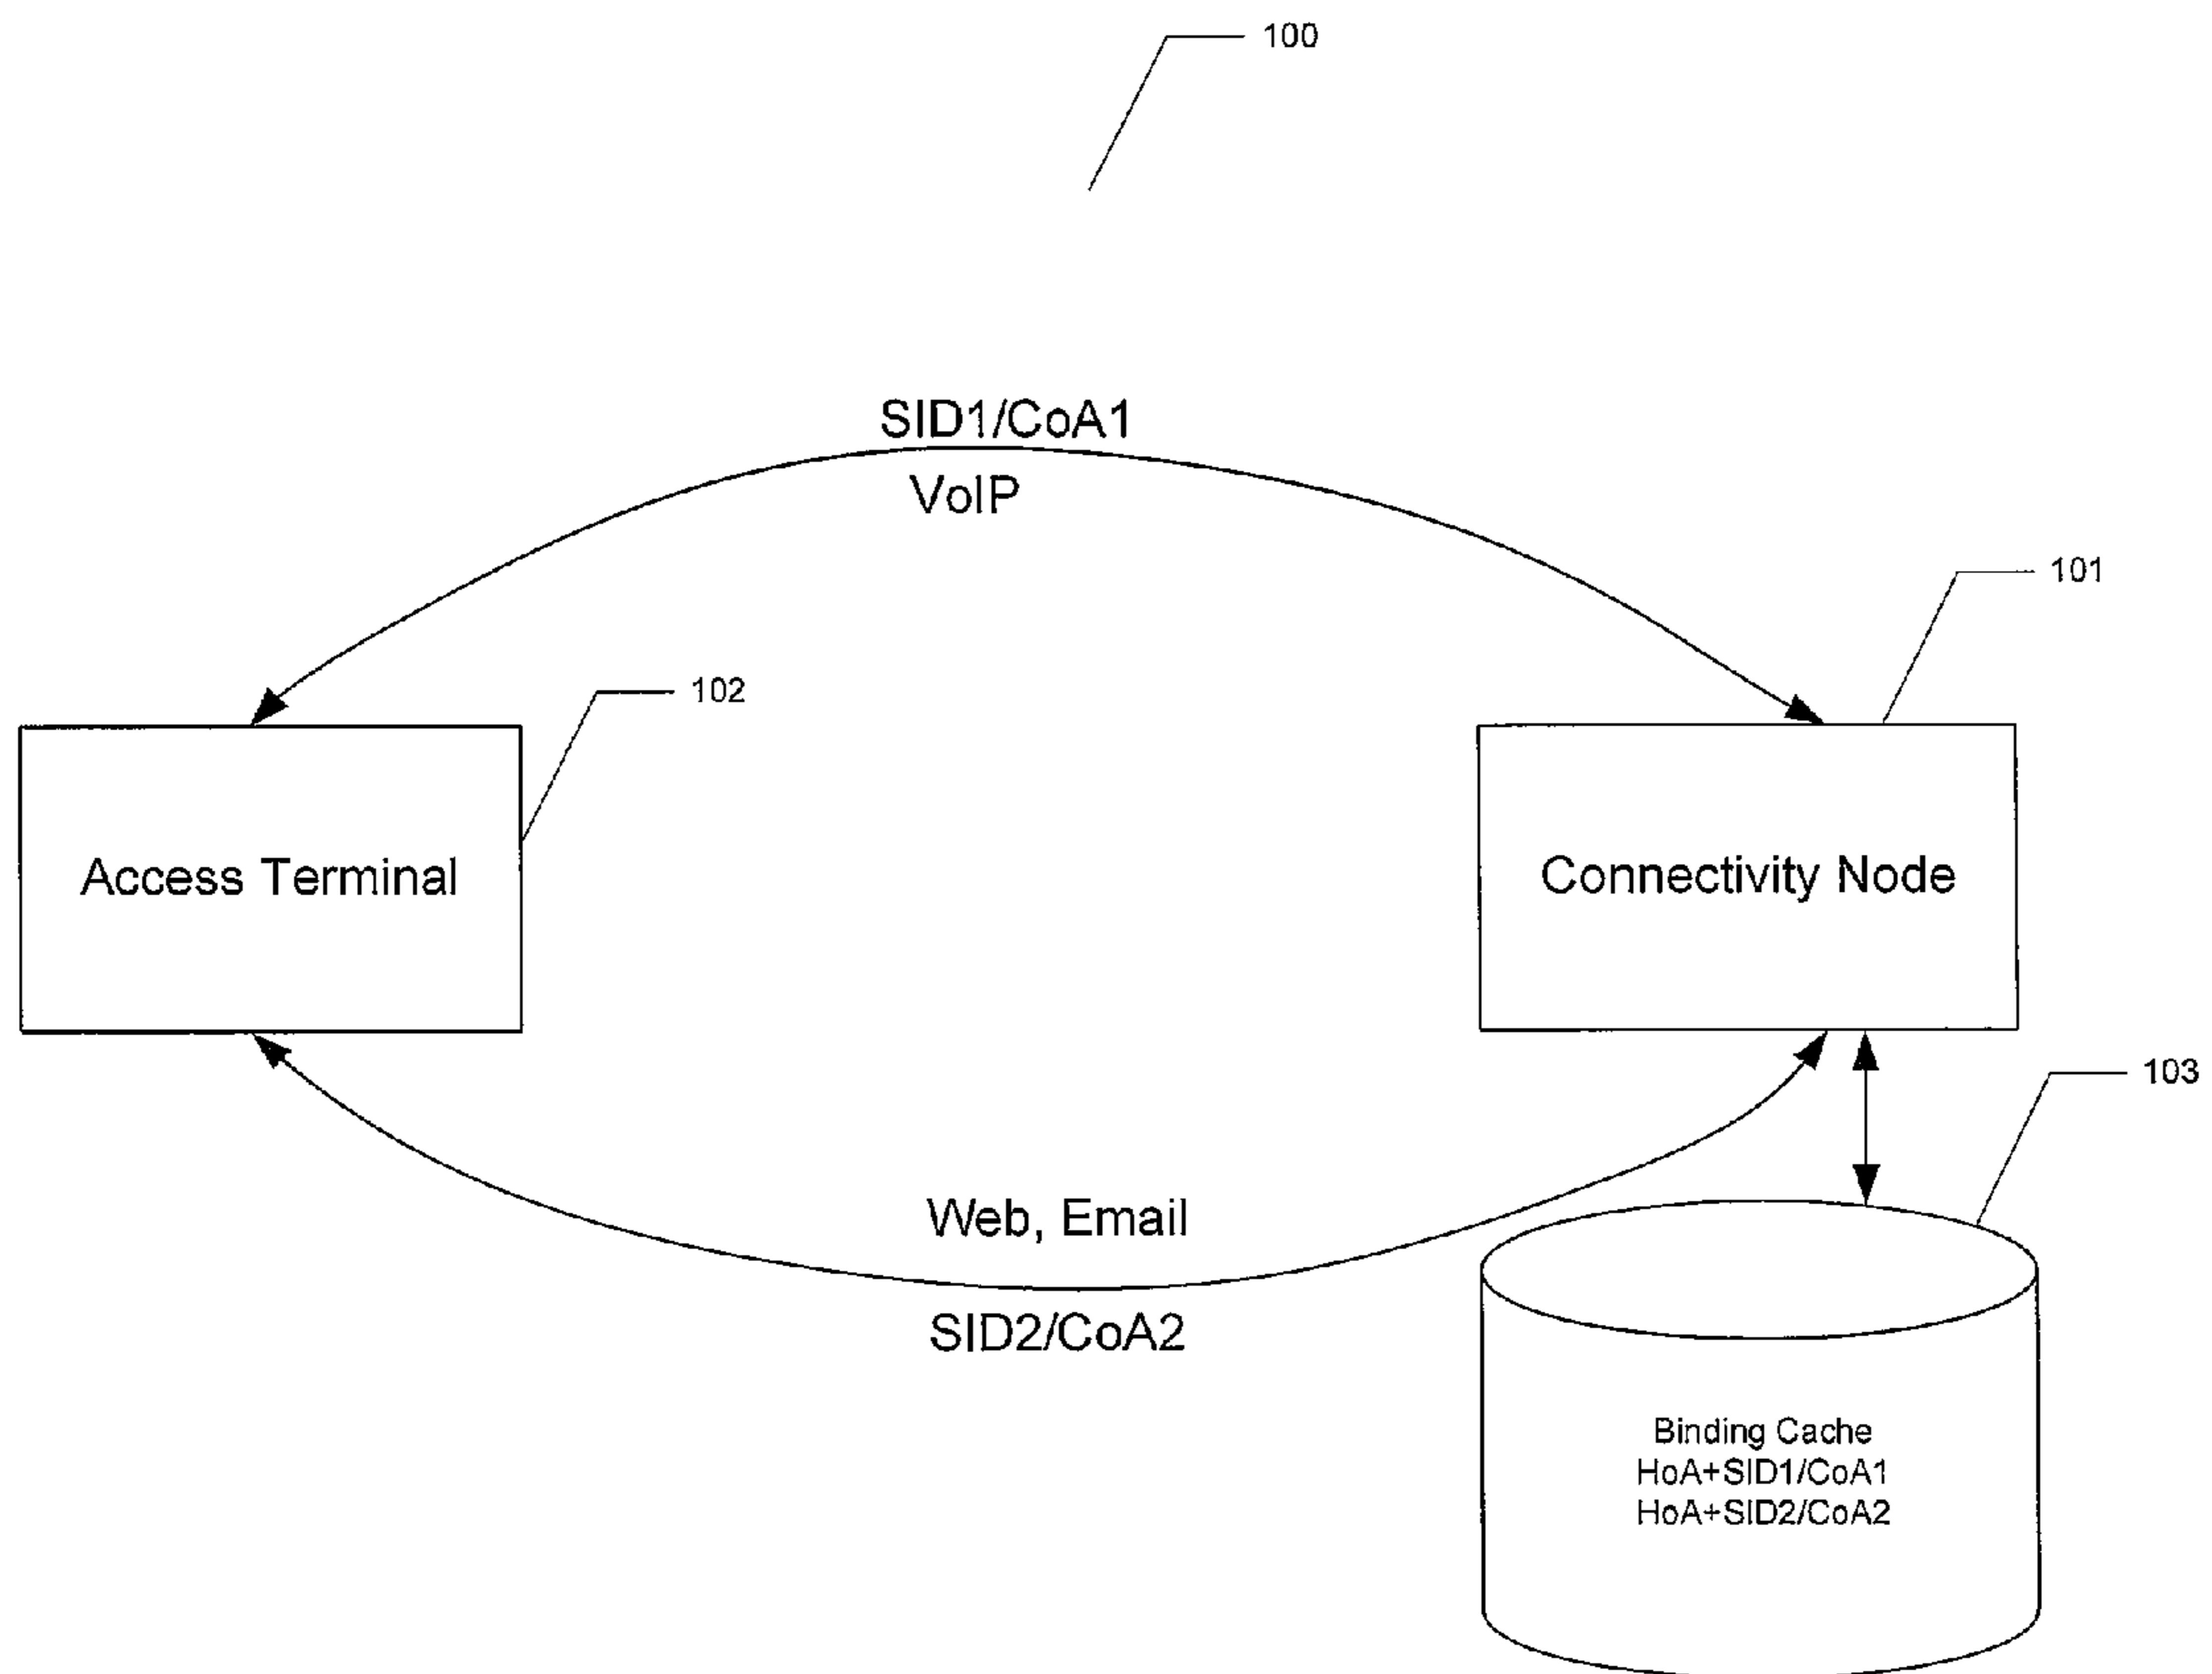 100
SID1/CoA1
VoIP
101
102
Access Terminal
Connectivity Node
103
Web, Email
SID2/CoA2
Binding Cache
HoA+SID1/CoA1
HoA+SID2/CoA2